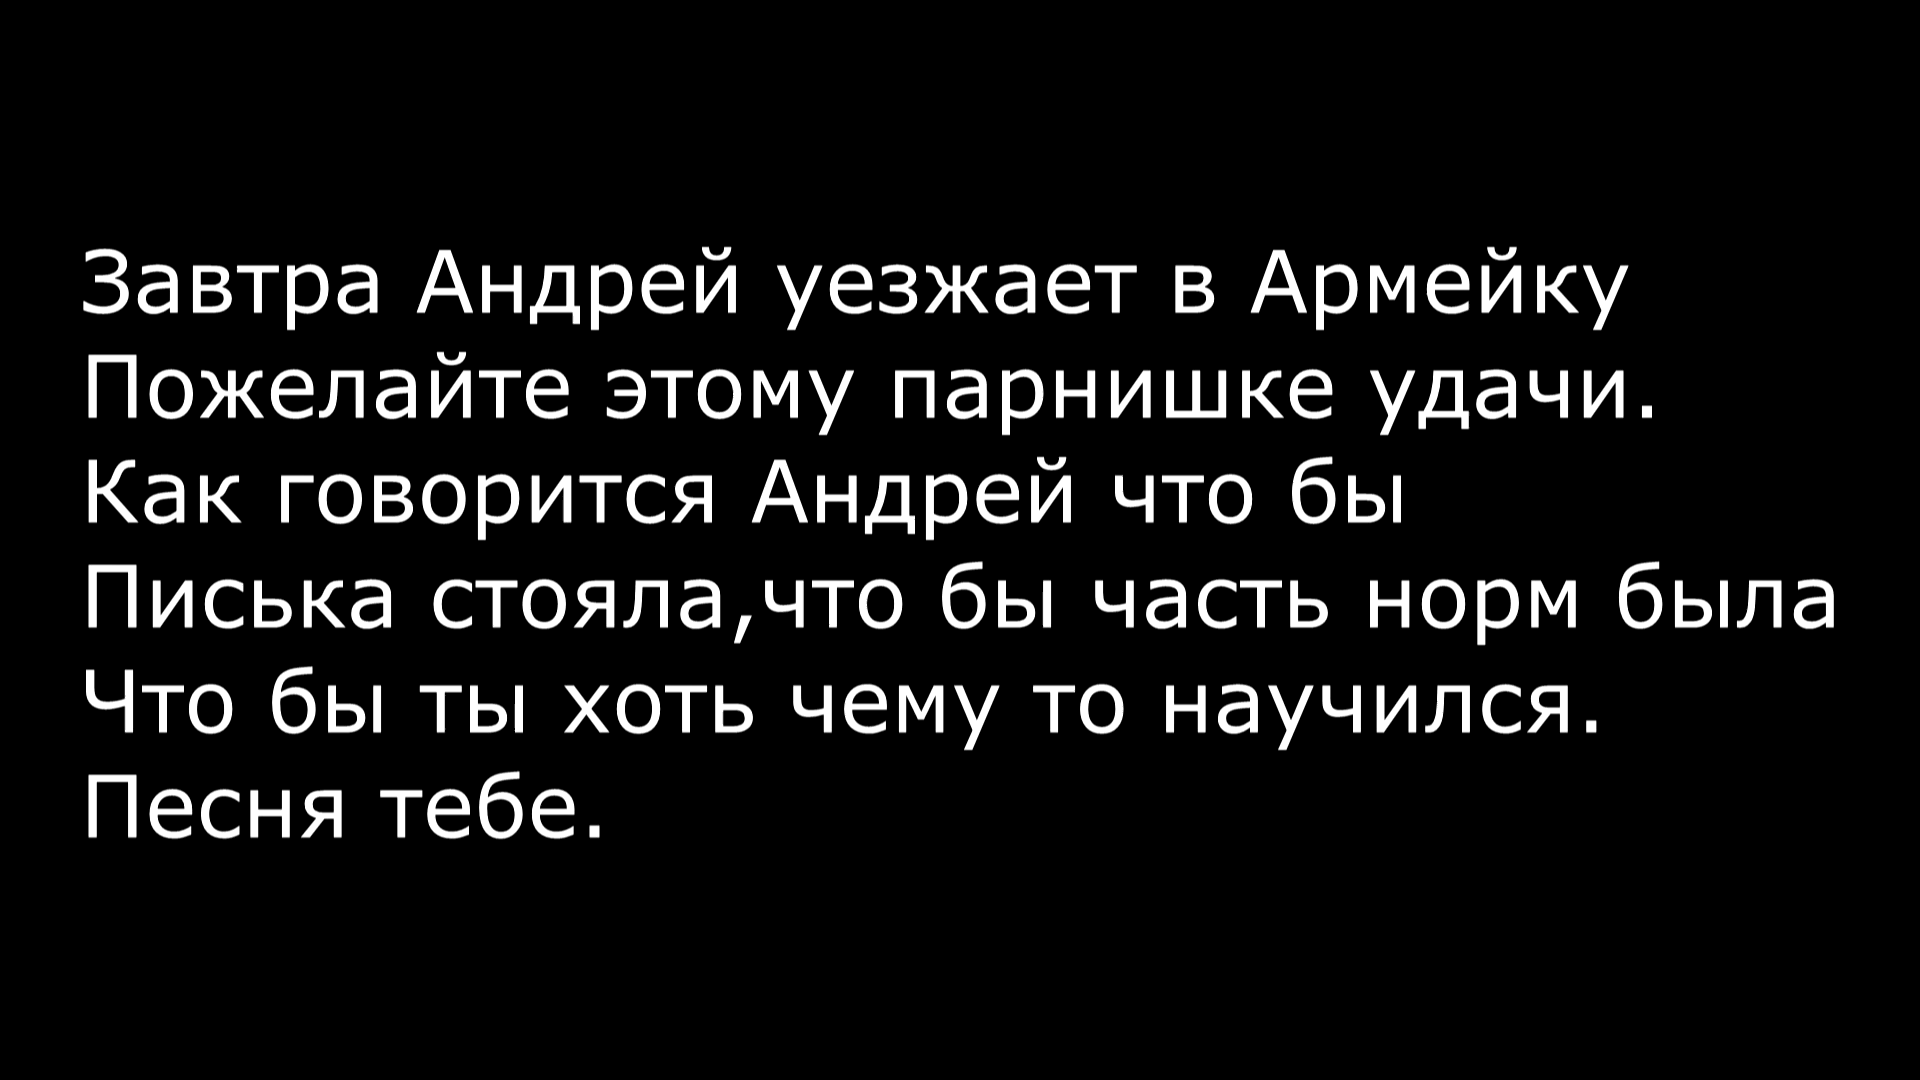 Завтра Андрей уезжает в Армейку
Пожелайте этому парнишке удачи.
Как говорится Андрей что бы
Писька стояла,что бы часть норм была
Что бы ты хоть чему то научился.
Песня тебе.